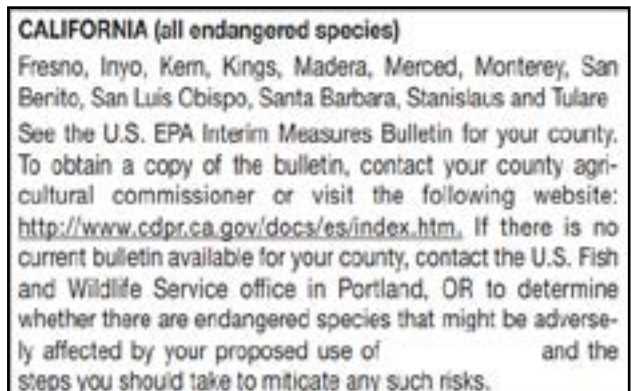 CALIFORNIA (all endangered species)
Fresno, Inyo, Kern, Kings, Madera, Merced, Monterey, San
Benito, San Luis Obispo, Santa Barbara, Stanislaus and Tulare
See the U.S. EPA Interim Measures Bulletin for your county.
To obtain a copy of the bulletin, contact your county agri-
cultural commissioner or visit the following website:
http://www.cdpr.ca.gov/docs/es/index.htm. If there is no
current bulletin available for your county, contact the U.S. Fish
and Wildlife Service office in Portland, OR to determine
whether there are endangered species that might be adverse-
ly affected by your proposed use of and the
steps you should take to mitigate any such risks.